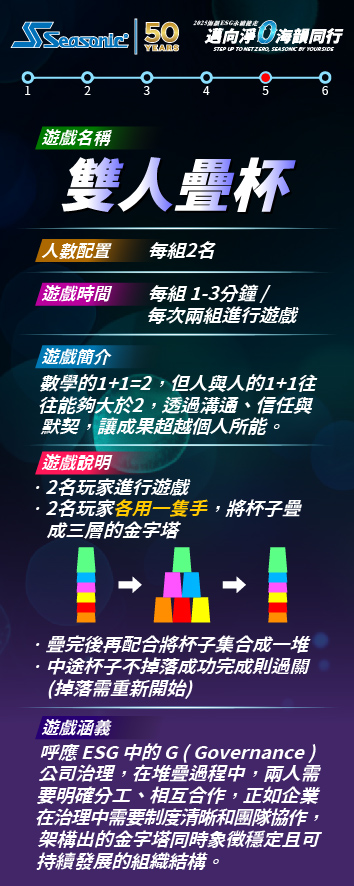 Seasonic
50
YEARS
2025海韻ESG永續健走
邁向淨0海韻同行
STEP UP TO NET ZERO, SEASONIC BY YOUR SIDE
1 2 3 4 5 6
遊戲名稱
雙人疊杯
人數配置 每組2名
遊戲時間 每組 1-3分鐘 /
每次兩組進行遊戲
遊戲簡介
數學的1+1=2，但人與人的1+1往
往能夠大於2，透過溝通、信任與
默契，讓成果超越個人所能。
遊戲說明
· 2名玩家進行遊戲
· 2名玩家各用一隻手，將杯子疊
成三層的金字塔
· 疊完後再配合將杯子集合成一堆
· 中途杯子不掉落成功完成則過關
(掉落需重新開始)
遊戲涵義
呼應 ESG 中的 G ( Governance )
公司治理，在堆疊過程中，兩人需
要明確分工、相互合作，正如企業
在治理中需要制度清晰和團隊協作，
架構出的金字塔同時象徵穩定且可
持續發展的組織結構。